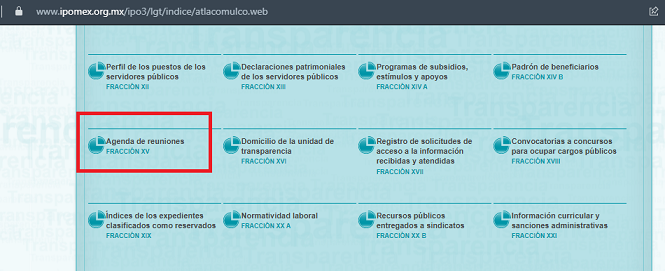 www.ipomex.org.mx/ipo3/lgt/indice/atlacomulco.web
Perfil de los puestos de los
servidores públicos
FRACCIÓN XII
Declaraciones patrimoniales
de los servidores públicos
FRACCIÓN XIII
Programas de subsidios,
estímulos y apoyos
FRACCIÓN XIV A
Padrón de beneficiarios
FRACCIÓN XIV B
Agenda de reuniones
FRACCIÓN XV
Domicilio de la unidad de
transparencia
FRACCIÓN XVI
Registro de solicitudes de
acceso a la información
recibidas y atendidas
FRACCIÓN XVII
Convocatorias a concursos
para ocupar cargos públicos
FRACCIÓN XVIII
Índices de los expedientes
clasificados como reservados
FRACCIÓN XIX
Normatividad laboral
FRACCIÓN XX A
Recursos públicos
entregados a sindicatos
FRACCIÓN XX B
Información curricular y
sanciones administrativas
FRACCIÓN XXI